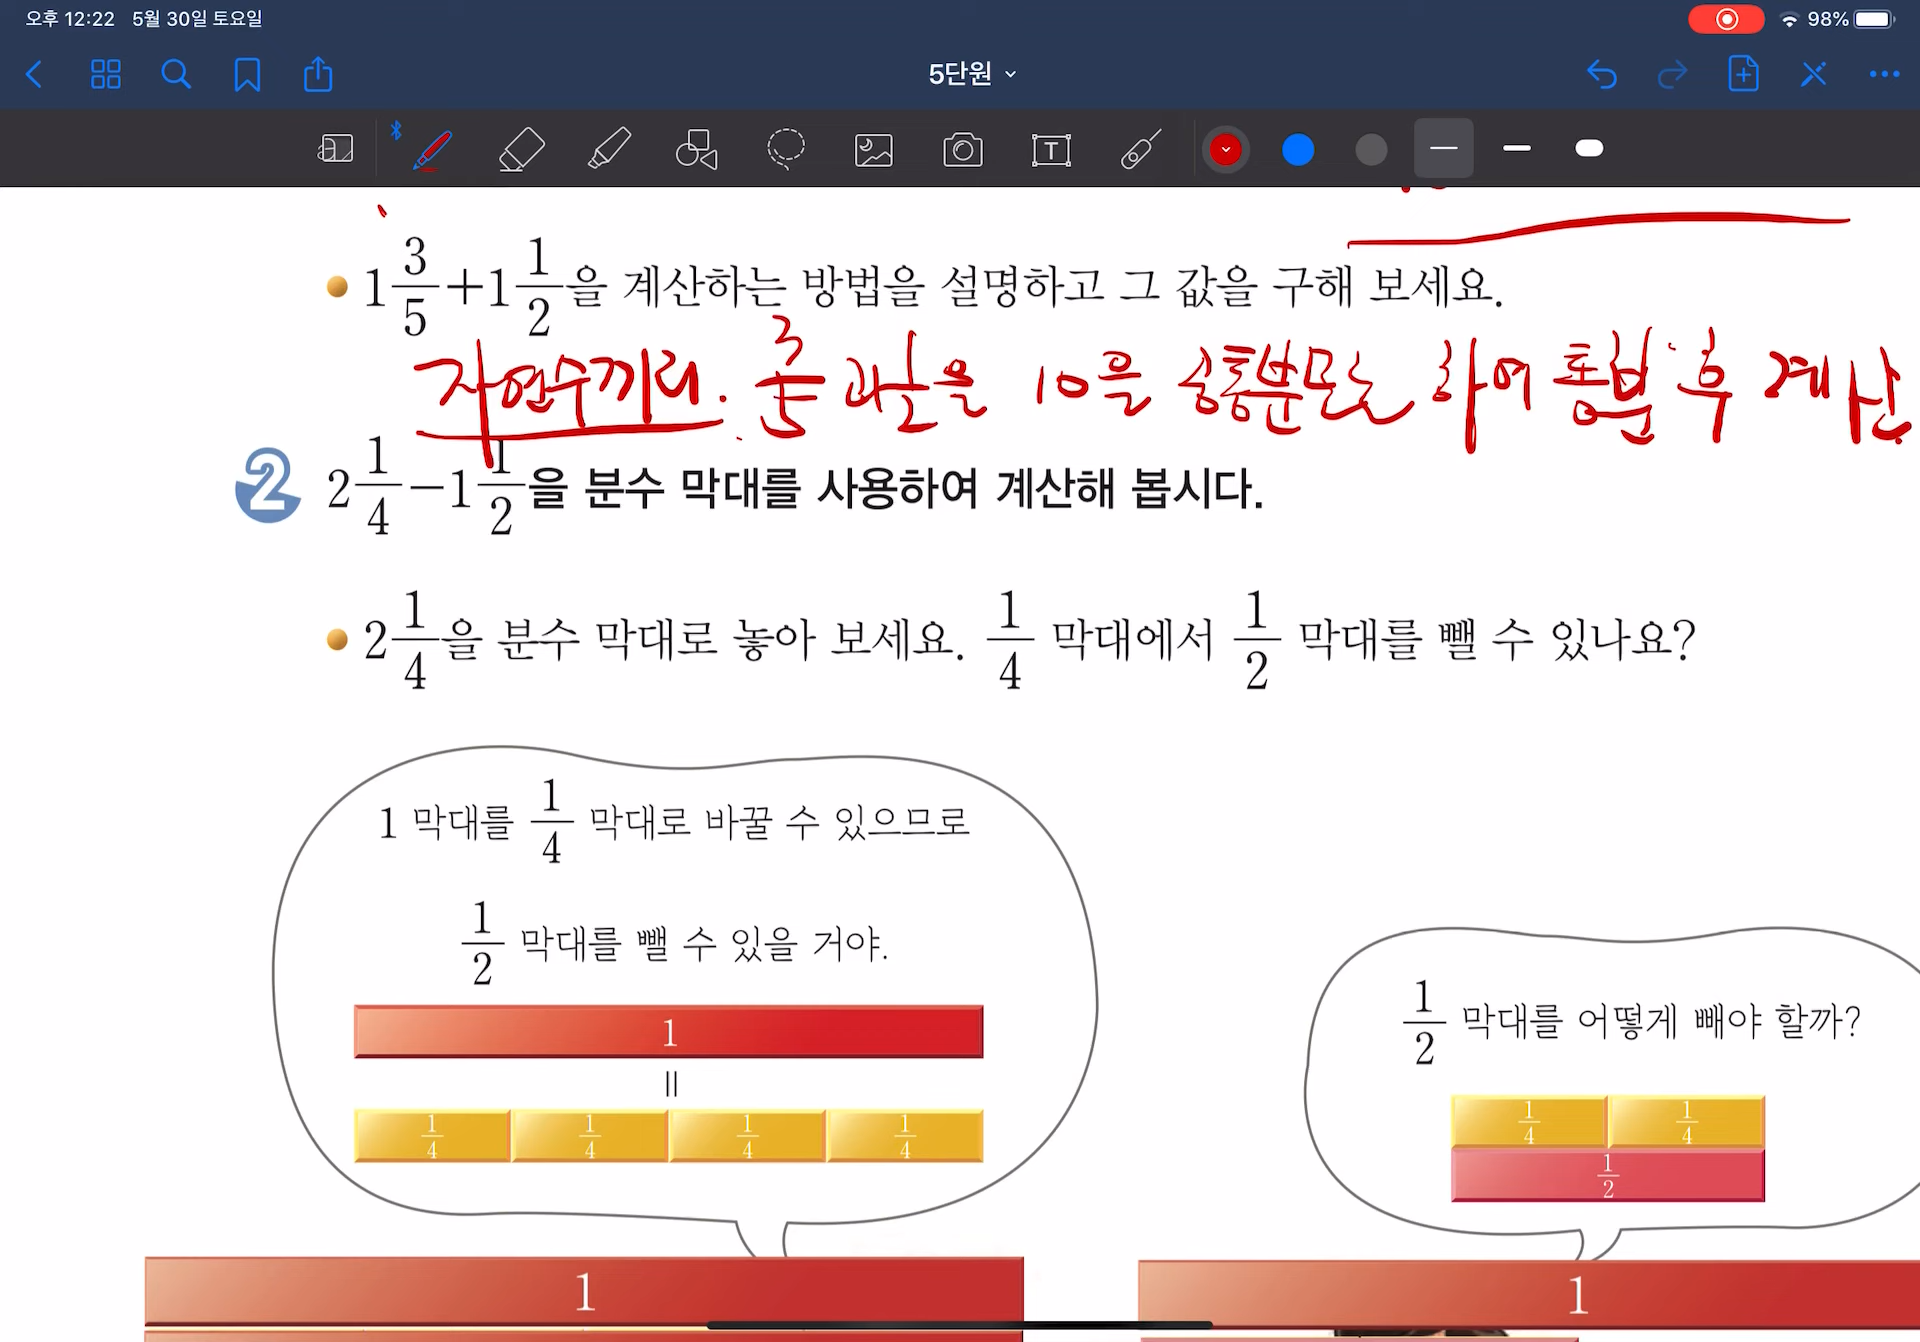 오후 12:22 5월 30일 토요일 98%
5단원
1 3/5 + 1 1/2을 계산하는 방법을 설명하고 그 값을 구해 보세요.
자연수끼리. 3/5 과 1/2을 10을 공통분모로 하여 통분 후 계산.
2 2 1/4 − 1 1/2을 분수 막대를 사용하여 계산해 봅시다.
2 1/4을 분수 막대로 놓아 보세요. 1/4 막대에서 1/2 막대를 뺄 수 있나요?
1 막대를 1/4 막대로 바꿀 수 있으므로
1/2 막대를 뺄 수 있을 거야.
1
=
1/4 1/4 1/4 1/4
1/2 막대를 어떻게 빼야 할까?
1/4 1/4
1/2
1
1